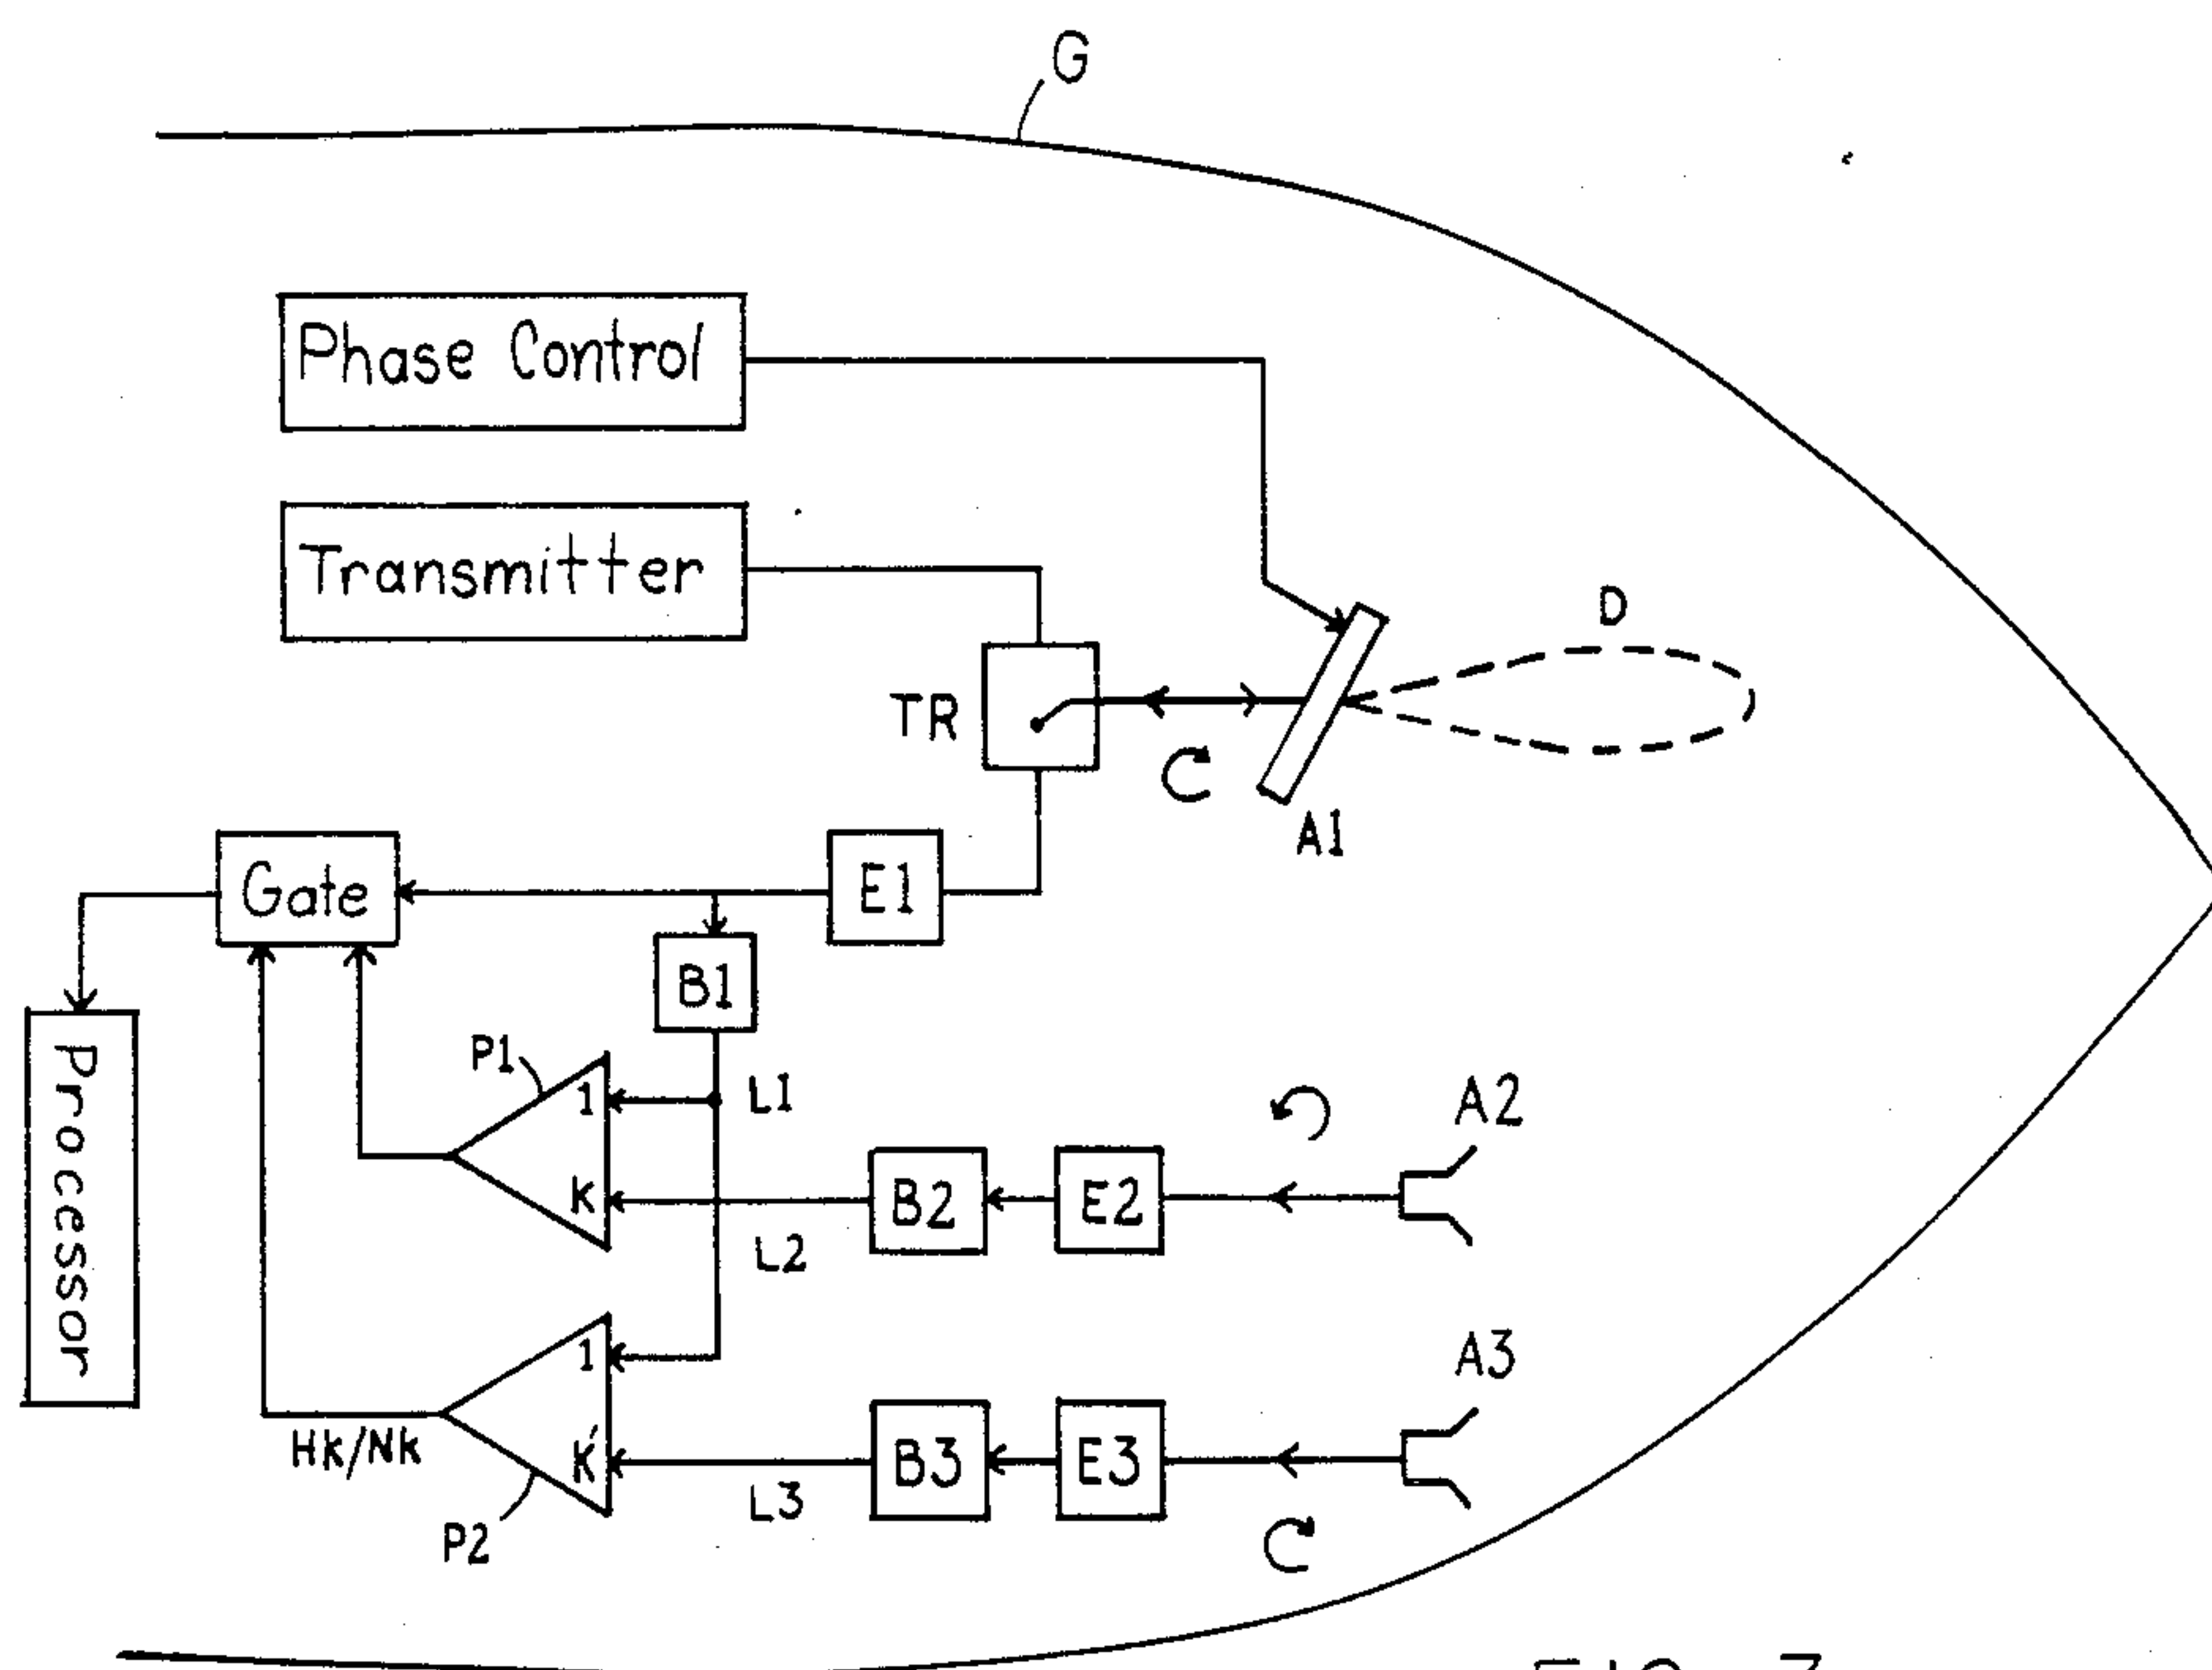 G
Phase Control
Transmitter
D
TR
A1
Gate
E1
B1
Processor
P1
1
L1
A2
K
B2
E2
L2
1
A3
Hk/Nk
Ḱ
B3
E3
L3
P2